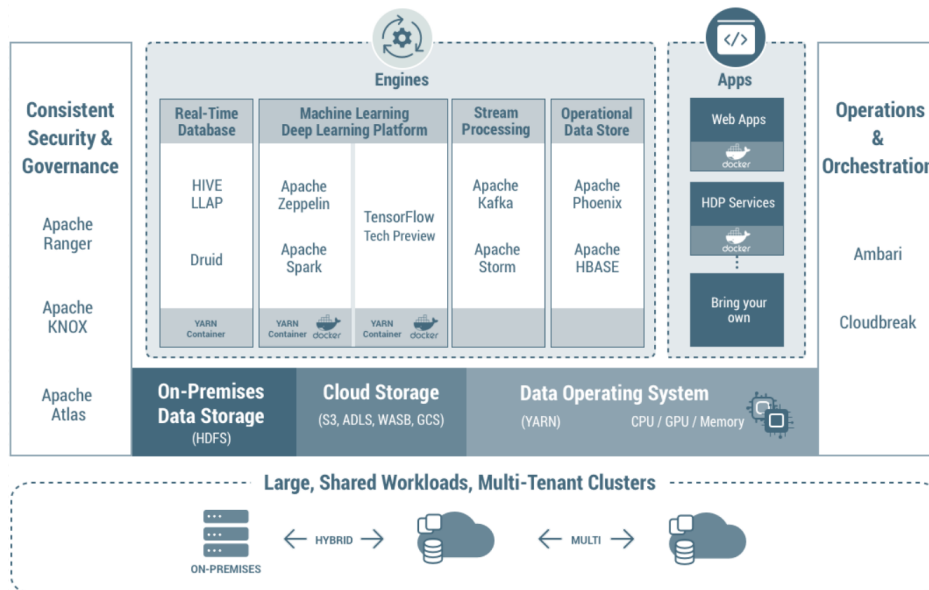 Engines
Apps
Consistent
Security &
Governance
Apache
Ranger
Apache
KNOX
Apache
Atlas
Real-Time
Database
HIVE
LLAP
Druid
YARN
Container
Machine Learning
Deep Learning Platform
Apache
Zeppelin
Apache
Spark
YARN
Container
docker
TensorFlow
Tech Preview
YARN
Container
docker
Stream
Processing
Apache
Kafka
Apache
Storm
Operational
Data Store
Apache
Phoenix
Apache
HBASE
Web Apps
docker
HDP Services
docker
Bring your
own
Operations
&
Orchestration
Ambari
Cloudbreak
On-Premises
Data Storage
(HDFS)
Cloud Storage
(S3, ADLS, WASB, GCS)
Data Operating System
(YARN)
CPU / GPU / Memory
Large, Shared Workloads, Multi-Tenant Clusters
ON-PREMISES
HYBRID
MULTI